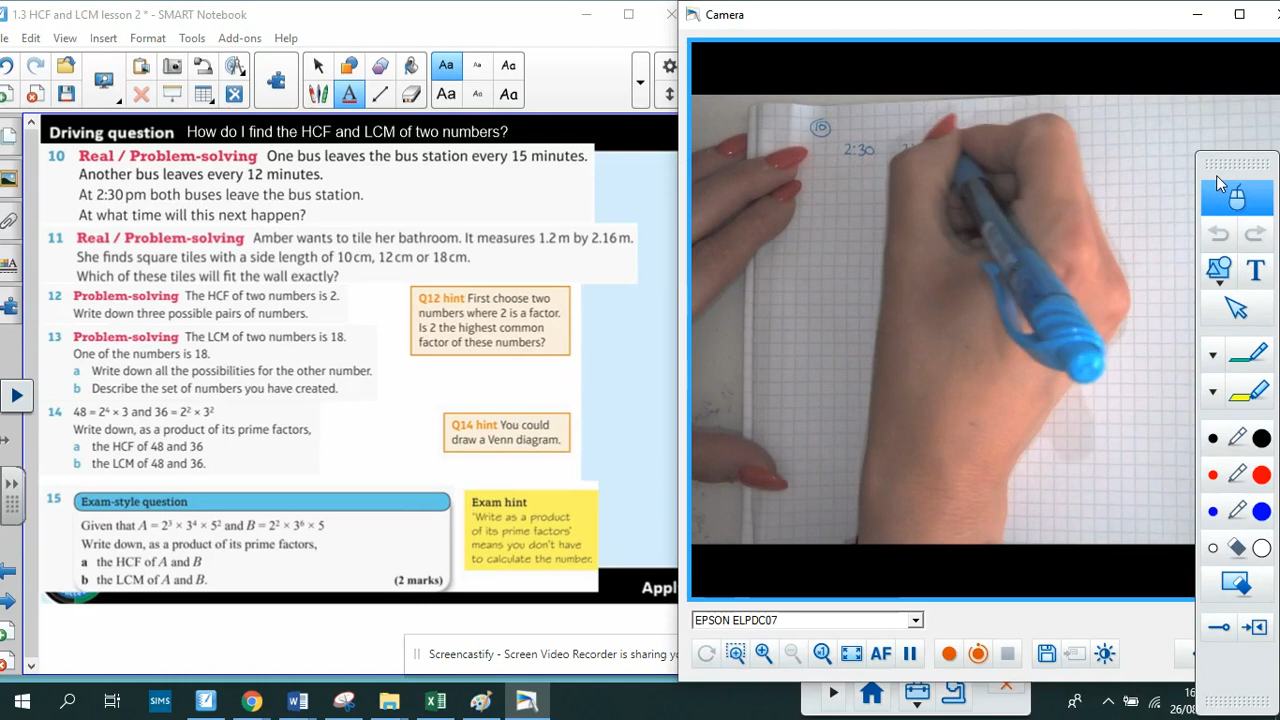 1.3 HCF and LCM lesson 2 * - SMART Notebook
Edit View Insert Format Tools Add-ons Help
Aa Aa Aa
A Aa Aa Aa
Driving question How do I find the HCF and LCM of two numbers?
10 Real / Problem-solving One bus leaves the bus station every 15 minutes.
Another bus leaves every 12 minutes.
At 2:30 pm both buses leave the bus station.
At what time will this next happen?
11 Real / Problem-solving Amber wants to tile her bathroom. It measures 1.2 m by 2.16 m.
She finds square tiles with a side length of 10 cm, 12 cm or 18 cm.
Which of these tiles will fit the wall exactly?
12 Problem-solving The HCF of two numbers is 2.
Write down three possible pairs of numbers.
Q12 hint First choose two
numbers where 2 is a factor.
Is 2 the highest common
factor of these numbers?
13 Problem-solving The LCM of two numbers is 18.
One of the numbers is 18.
a Write down all the possibilities for the other number.
b Describe the set of numbers you have created.
14 48 = 2⁴ × 3 and 36 = 2² × 3²
Write down, as a product of its prime factors,
a the HCF of 48 and 36
b the LCM of 48 and 36.
Q14 hint You could
draw a Venn diagram.
15 Exam-style question
Given that A = 2³ × 3⁴ × 5² and B = 2² × 3⁶ × 5
Write down, as a product of its prime factors,
a the HCF of A and B
b the LCM of A and B. (2 marks)
Exam hint
'Write as a product
of its prime factors'
means you don't have
to calculate the number.
Appl
Screencastify - Screen Video Recorder is sharing
Camera
10
2:30
EPSON ELPDC07
x1 AF
T
SIMS
16
26/08